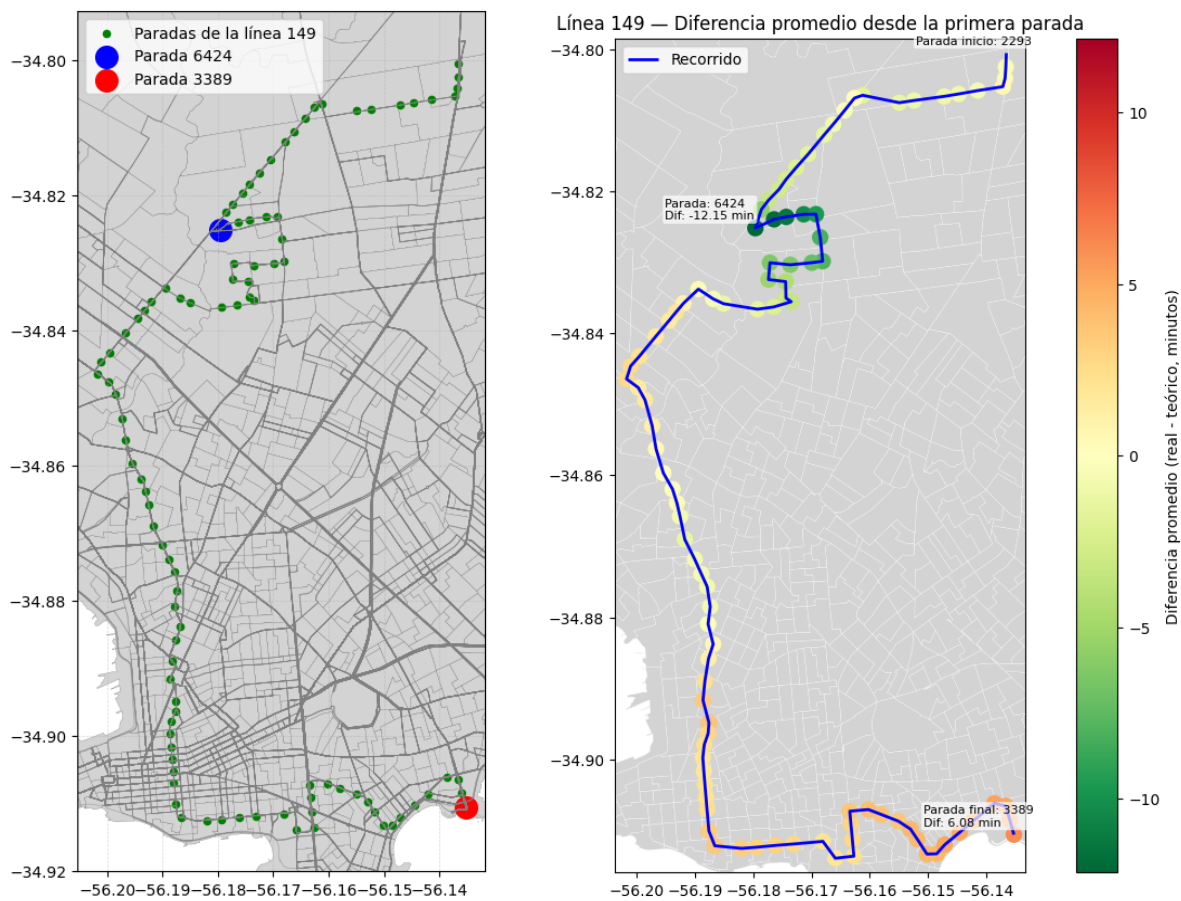 Paradas de la línea 149
Parada 6424
Parada 3389
−34.80
−34.82
−34.84
−34.86
−34.88
−34.90
−34.92
−56.20 −56.19 −56.18 −56.17 −56.16 −56.15 −56.14
Línea 149 — Diferencia promedio desde la primera parada
Recorrido
Parada inicio: 2293
Parada: 6424
Dif: -12.15 min
Parada final: 3389
Dif: 6.08 min
−34.80
−34.82
−34.84
−34.86
−34.88
−34.90
−56.20 −56.19 −56.18 −56.17 −56.16 −56.15 −56.14
10
5
0
−5
−10
Diferencia promedio (real - teórico, minutos)